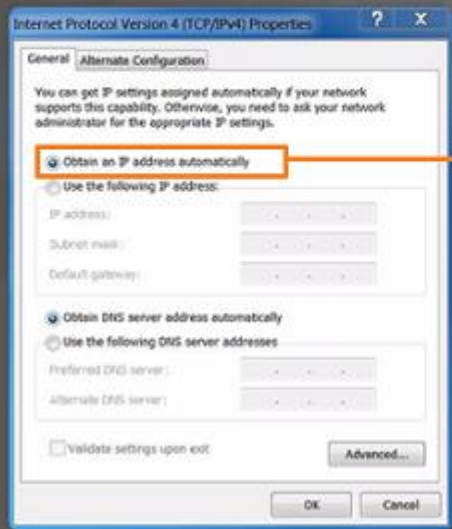 Internet Protocol Version 4 (TCP/IPv4) Properties
? X
General Alternate Configuration
You can get IP settings assigned automatically if your network
supports this capability. Otherwise, you need to ask your network
administrator for the appropriate IP settings.
Obtain an IP address automatically
Use the following IP address:
IP address:
Subnet mask:
Default gateway:
Obtain DNS server address automatically
Use the following DNS server addresses
Preferred DNS server:
Alternate DNS server:
Validate settings upon exit
Advanced...
OK Cancel